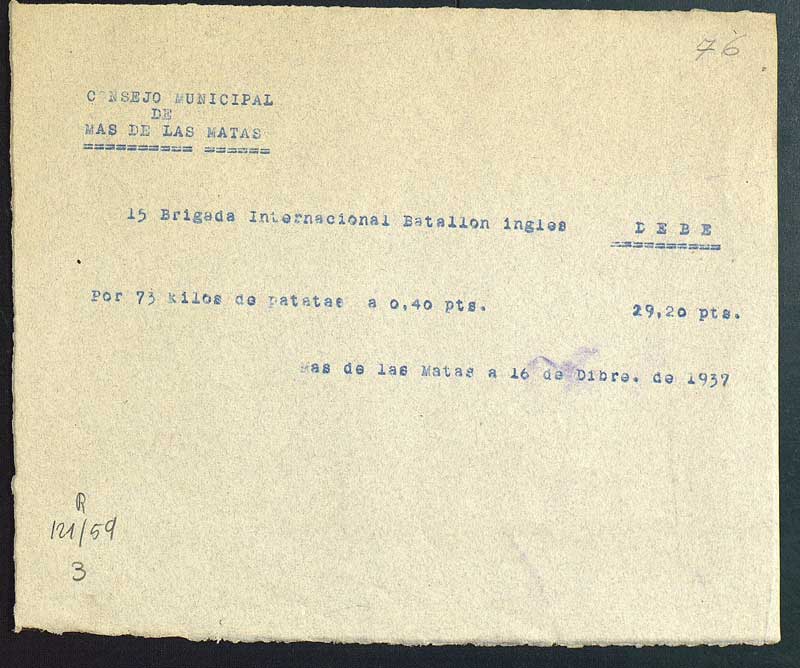 76
CONSEJO MUNICIPAL
DE
MAS DE LAS MATAS
========== ======
15 Brigada Internacional Batallon ingles D E B E
==========
Por 73 kilos de patatas a 0,40 pts. 29,20 pts.
Mas de las Matas a 16 de Dibre. de 1937
R
121/59
3